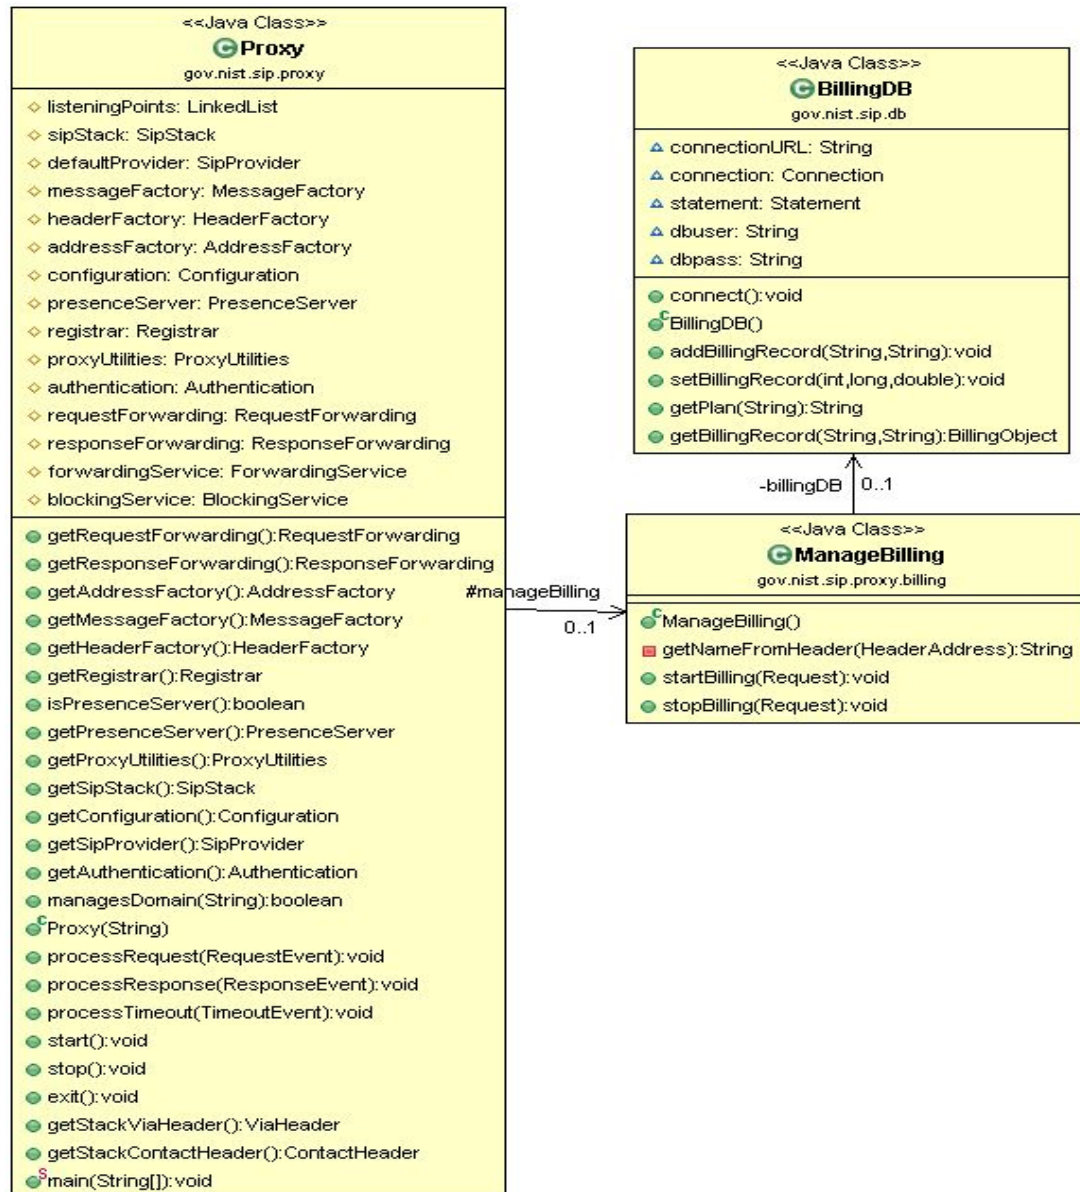 <<Java Class>>
Proxy
gov.nist.sip.proxy
listeningPoints: LinkedList
sipStack: SipStack
defaultProvider: SipProvider
messageFactory: MessageFactory
headerFactory: HeaderFactory
addressFactory: AddressFactory
configuration: Configuration
presenceServer: PresenceServer
registrar: Registrar
proxyUtilities: ProxyUtilities
authentication: Authentication
requestForwarding: RequestForwarding
responseForwarding: ResponseForwarding
forwardingService: ForwardingService
blockingService: BlockingService
getRequestForwarding():RequestForwarding
getResponseForwarding():ResponseForwarding
getAddressFactory():AddressFactory
getMessageFactory():MessageFactory
getHeaderFactory():HeaderFactory
getRegistrar():Registrar
isPresenceServer():boolean
getPresenceServer():PresenceServer
getProxyUtilities():ProxyUtilities
getSipStack():SipStack
getConfiguration():Configuration
getSipProvider():SipProvider
getAuthentication():Authentication
managesDomain(String):boolean
Proxy(String)
processRequest(RequestEvent):void
processResponse(ResponseEvent):void
processTimeout(TimeoutEvent):void
start():void
stop():void
exit():void
getStackViaHeader():ViaHeader
getStackContactHeader():ContactHeader
main(String[]):void
#manageBilling
0..1
<<Java Class>>
BillingDB
gov.nist.sip.db
connectionURL: String
connection: Connection
statement: Statement
dbuser: String
dbpass: String
connect():void
BillingDB()
addBillingRecord(String,String):void
setBillingRecord(int,long,double):void
getPlan(String):String
getBillingRecord(String,String):BillingObject
-billingDB 0..1
<<Java Class>>
ManageBilling
gov.nist.sip.proxy.billing
ManageBilling()
getNameFromHeader(HeaderAddress):String
startBilling(Request):void
stopBilling(Request):void